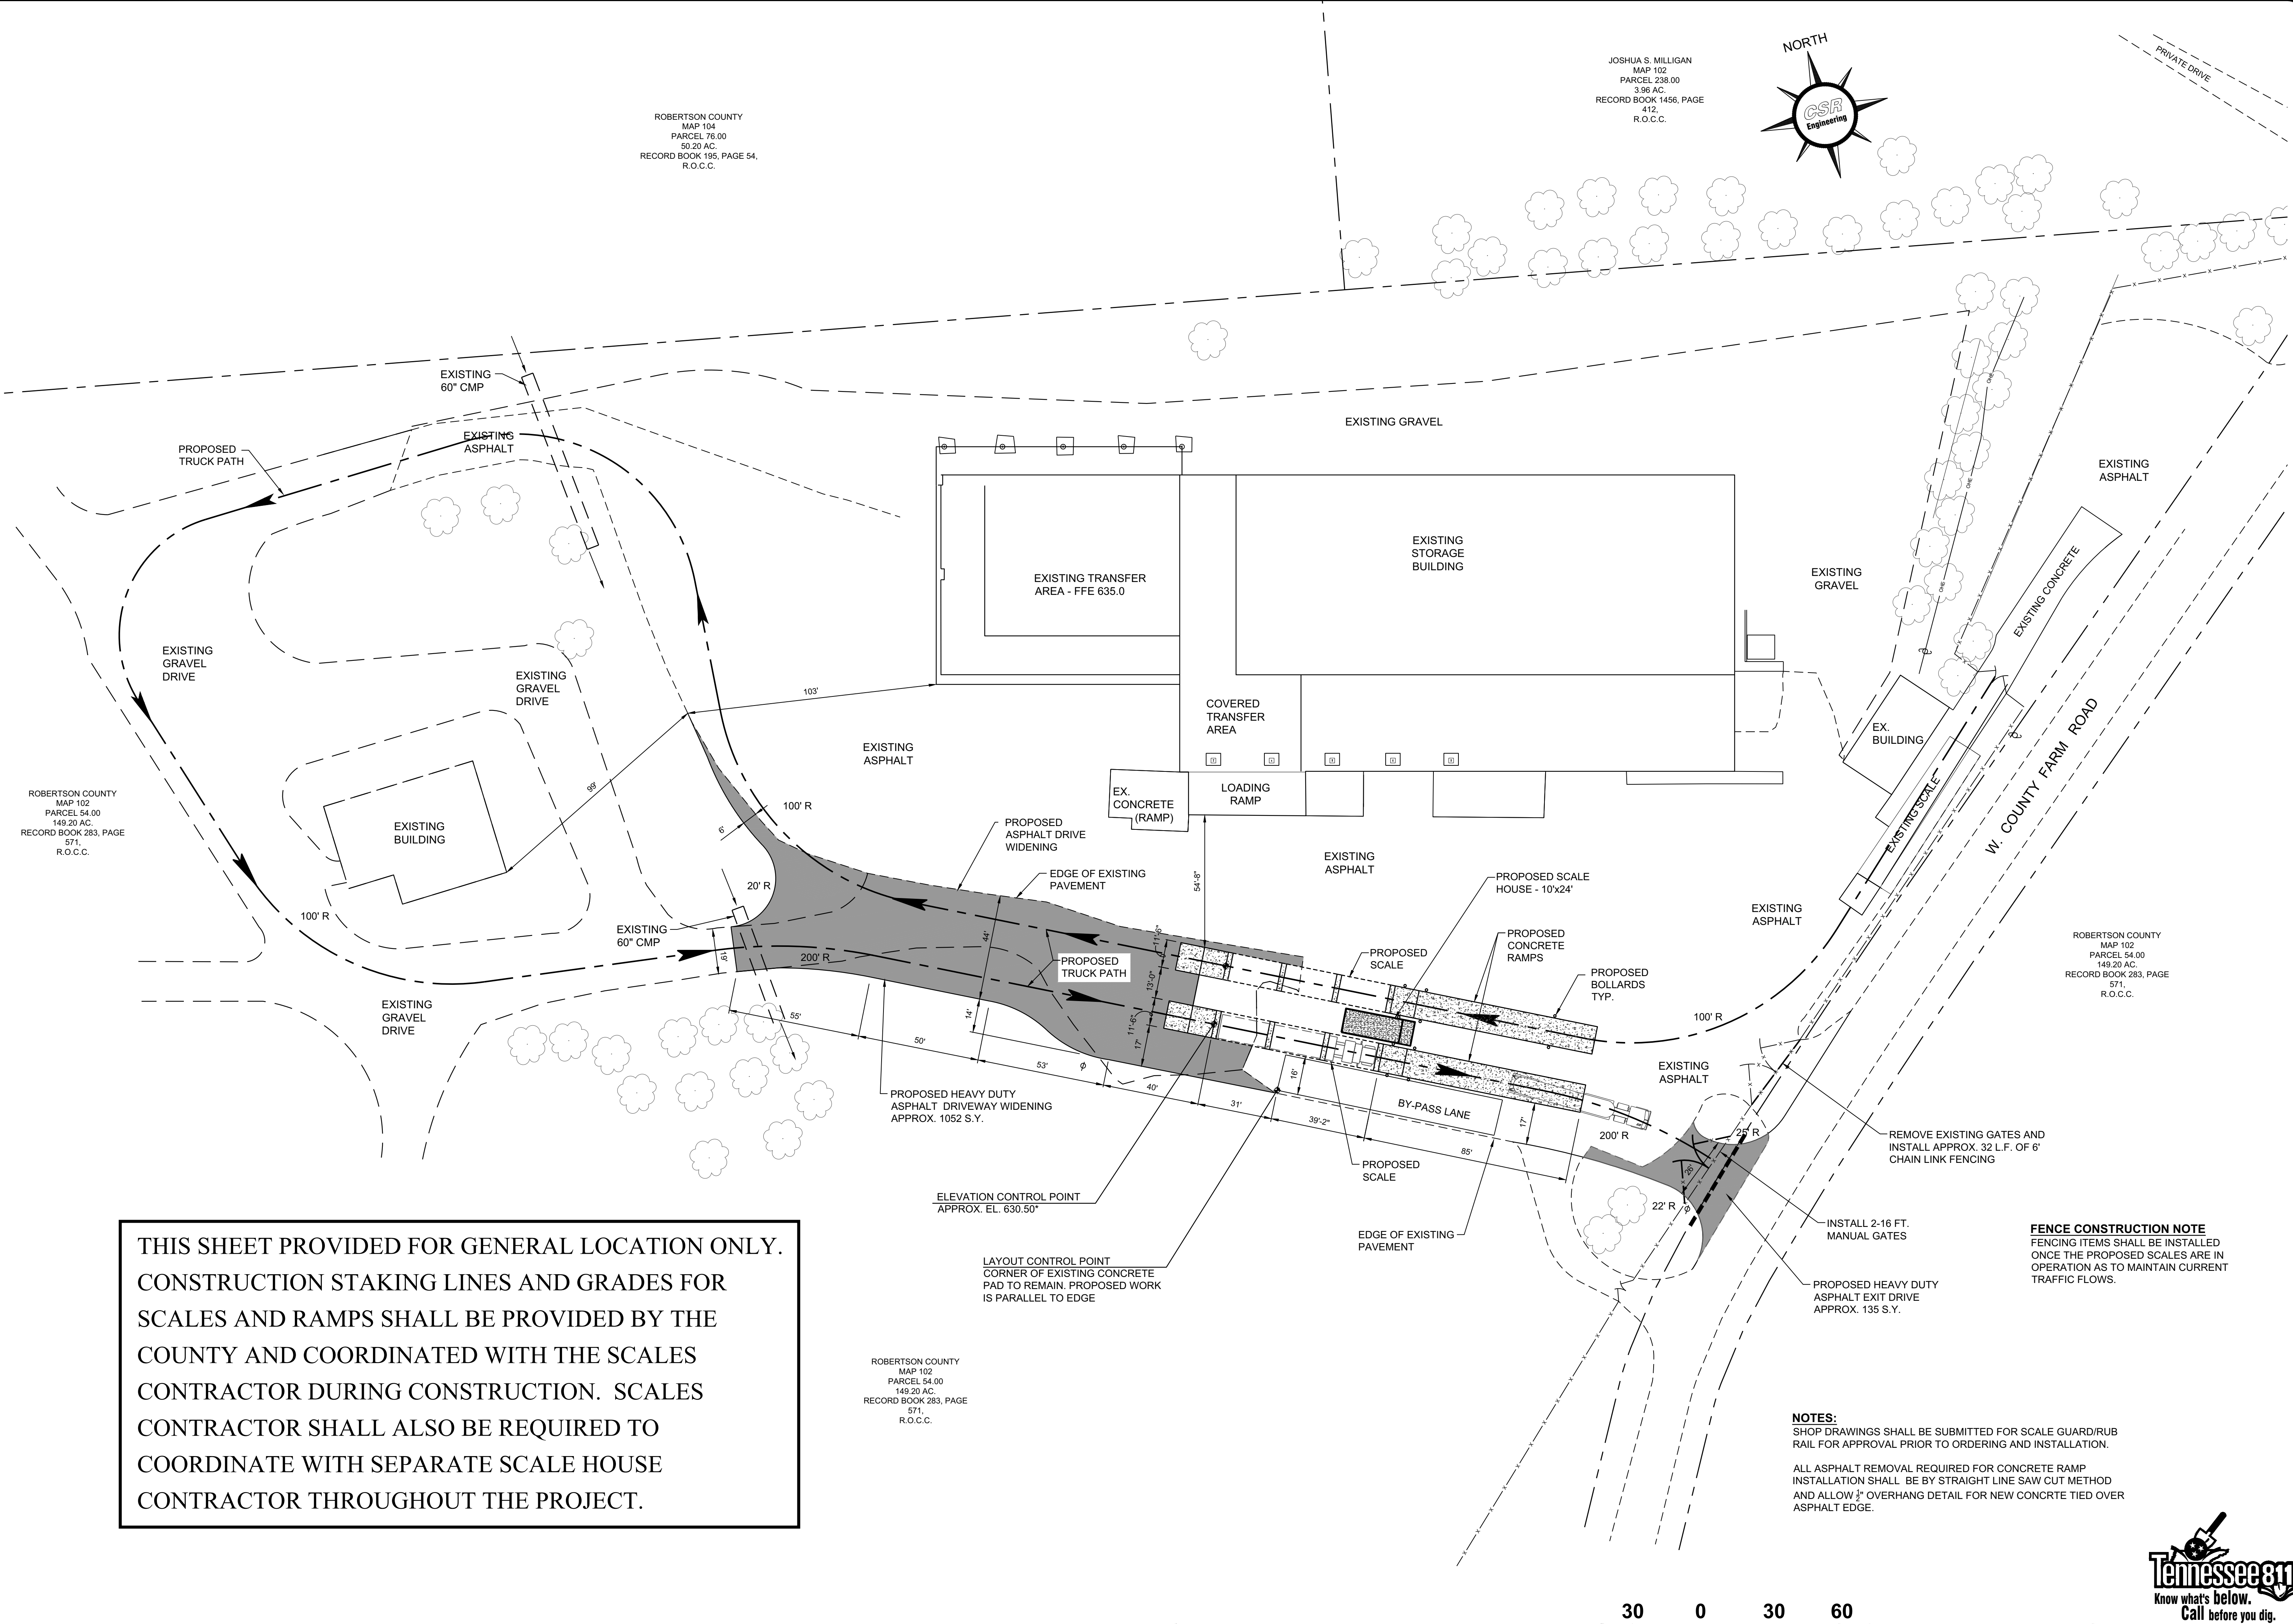 NORTH
CSR
Engineering
PRIVATE DRIVE
JOSHUA S. MILLIGAN
MAP 102
PARCEL 238.00
3.96 AC.
RECORD BOOK 1456, PAGE
412,
R.O.C.C.
ROBERTSON COUNTY
MAP 104
PARCEL 76.00
50.20 AC.
RECORD BOOK 195, PAGE 54,
R.O.C.C.
EXISTING
60" CMP
EXISTING
ASPHALT
PROPOSED
TRUCK PATH
EXISTING GRAVEL
EXISTING
ASPHALT
EXISTING TRANSFER
AREA - FFE 635.0
EXISTING
STORAGE
BUILDING
EXISTING
GRAVEL
OHE
OHE
OHE
EXISTING CONCRETE
EXISTING
GRAVEL
DRIVE
EXISTING
GRAVEL
DRIVE
103'
99'
COVERED
TRANSFER
AREA
EXISTING
ASPHALT
EX.
BUILDING
EXISTING SCALE
W. COUNTY FARM ROAD
EX.
CONCRETE
(RAMP)
LOADING
RAMP
ROBERTSON COUNTY
MAP 102
PARCEL 54.00
149.20 AC.
RECORD BOOK 283, PAGE
571,
R.O.C.C.
EXISTING
BUILDING
100' R
6'
PROPOSED
ASPHALT DRIVE
WIDENING
EDGE OF EXISTING
PAVEMENT
54'-8"
EXISTING
ASPHALT
PROPOSED SCALE
HOUSE - 10'x24'
20' R
100' R
EXISTING
60" CMP
19'
200' R
44'
PROPOSED
TRUCK PATH
11'-6"
13'-0"
11'-6"
17'
14'
PROPOSED
SCALE
PROPOSED
CONCRETE
RAMPS
PROPOSED
BOLLARDS
TYP.
EXISTING
ASPHALT
100' R
EXISTING
ASPHALT
ROBERTSON COUNTY
MAP 102
PARCEL 54.00
149.20 AC.
RECORD BOOK 283, PAGE
571,
R.O.C.C.
EXISTING
GRAVEL
DRIVE
55'
50'
53'
40'
31'
39'-2"
85'
16'
17'
BY-PASS LANE
200' R
25' R
26'
22' R
PROPOSED HEAVY DUTY
ASPHALT DRIVEWAY WIDENING
APPROX. 1052 S.Y.
REMOVE EXISTING GATES AND
INSTALL APPROX. 32 L.F. OF 6'
CHAIN LINK FENCING
PROPOSED
SCALE
ELEVATION CONTROL POINT
APPROX. EL. 630.50*
EDGE OF EXISTING
PAVEMENT
INSTALL 2-16 FT.
MANUAL GATES
LAYOUT CONTROL POINT
CORNER OF EXISTING CONCRETE
PAD TO REMAIN. PROPOSED WORK
IS PARALLEL TO EDGE
PROPOSED HEAVY DUTY
ASPHALT EXIT DRIVE
APPROX. 135 S.Y.
FENCE CONSTRUCTION NOTE
FENCING ITEMS SHALL BE INSTALLED
ONCE THE PROPOSED SCALES ARE IN
OPERATION AS TO MAINTAIN CURRENT
TRAFFIC FLOWS.
THIS SHEET PROVIDED FOR GENERAL LOCATION ONLY.
CONSTRUCTION STAKING LINES AND GRADES FOR
SCALES AND RAMPS SHALL BE PROVIDED BY THE
COUNTY AND COORDINATED WITH THE SCALES
CONTRACTOR DURING CONSTRUCTION. SCALES
CONTRACTOR SHALL ALSO BE REQUIRED TO
COORDINATE WITH SEPARATE SCALE HOUSE
CONTRACTOR THROUGHOUT THE PROJECT.
ROBERTSON COUNTY
MAP 102
PARCEL 54.00
149.20 AC.
RECORD BOOK 283, PAGE
571,
R.O.C.C.
NOTES:
SHOP DRAWINGS SHALL BE SUBMITTED FOR SCALE GUARD/RUB
RAIL FOR APPROVAL PRIOR TO ORDERING AND INSTALLATION.
ALL ASPHALT REMOVAL REQUIRED FOR CONCRETE RAMP
INSTALLATION SHALL BE BY STRAIGHT LINE SAW CUT METHOD
AND ALLOW ½" OVERHANG DETAIL FOR NEW CONCRTE TIED OVER
ASPHALT EDGE.
Tennessee 811
Know what's below.
Call before you dig.
30 0 30 60